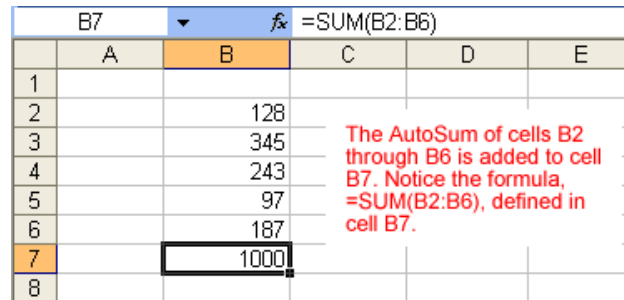 B7 fx =SUM(B2:B6)
A B C D E
1
2 128
3 345
4 243
5 97
6 187
7 1000
8
The AutoSum of cells B2
through B6 is added to cell
B7. Notice the formula,
=SUM(B2:B6), defined in
cell B7.